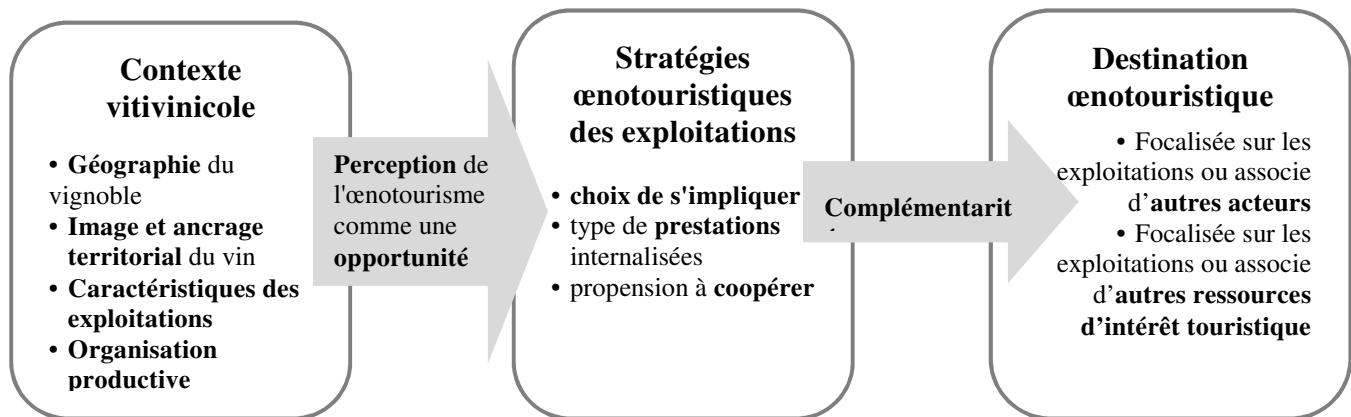 Contexte
vitivinicole
• Géographie du
vignoble
• Image et ancrage
territorial du vin
• Caractéristiques des
exploitations
• Organisation
productive
Perception de
l'œnotourisme
comme une
opportunité
Stratégies
œnotouristiques
des exploitations
• choix de s'impliquer
• type de prestations
internalisées
• propension à coopérer
Complémentarit
Destination
œnotouristique
• Focalisée sur les
exploitations ou associe
d'autres acteurs
• Focalisée sur les
exploitations ou associe
d'autres ressources
d'intérêt touristique